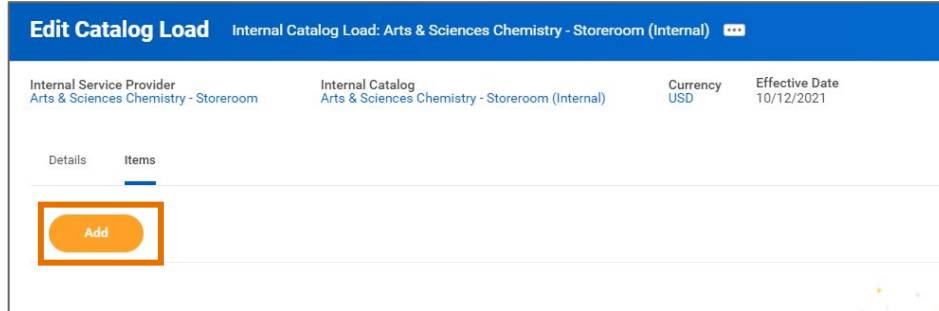 Edit Catalog Load Internal Catalog Load: Arts & Sciences Chemistry - Storeroom (Internal)
Internal Service Provider Internal Catalog Currency Effective Date
Arts & Sciences Chemistry - Storeroom Arts & Sciences Chemistry - Storeroom (Internal) USD 10/12/2021
Details Items
Add